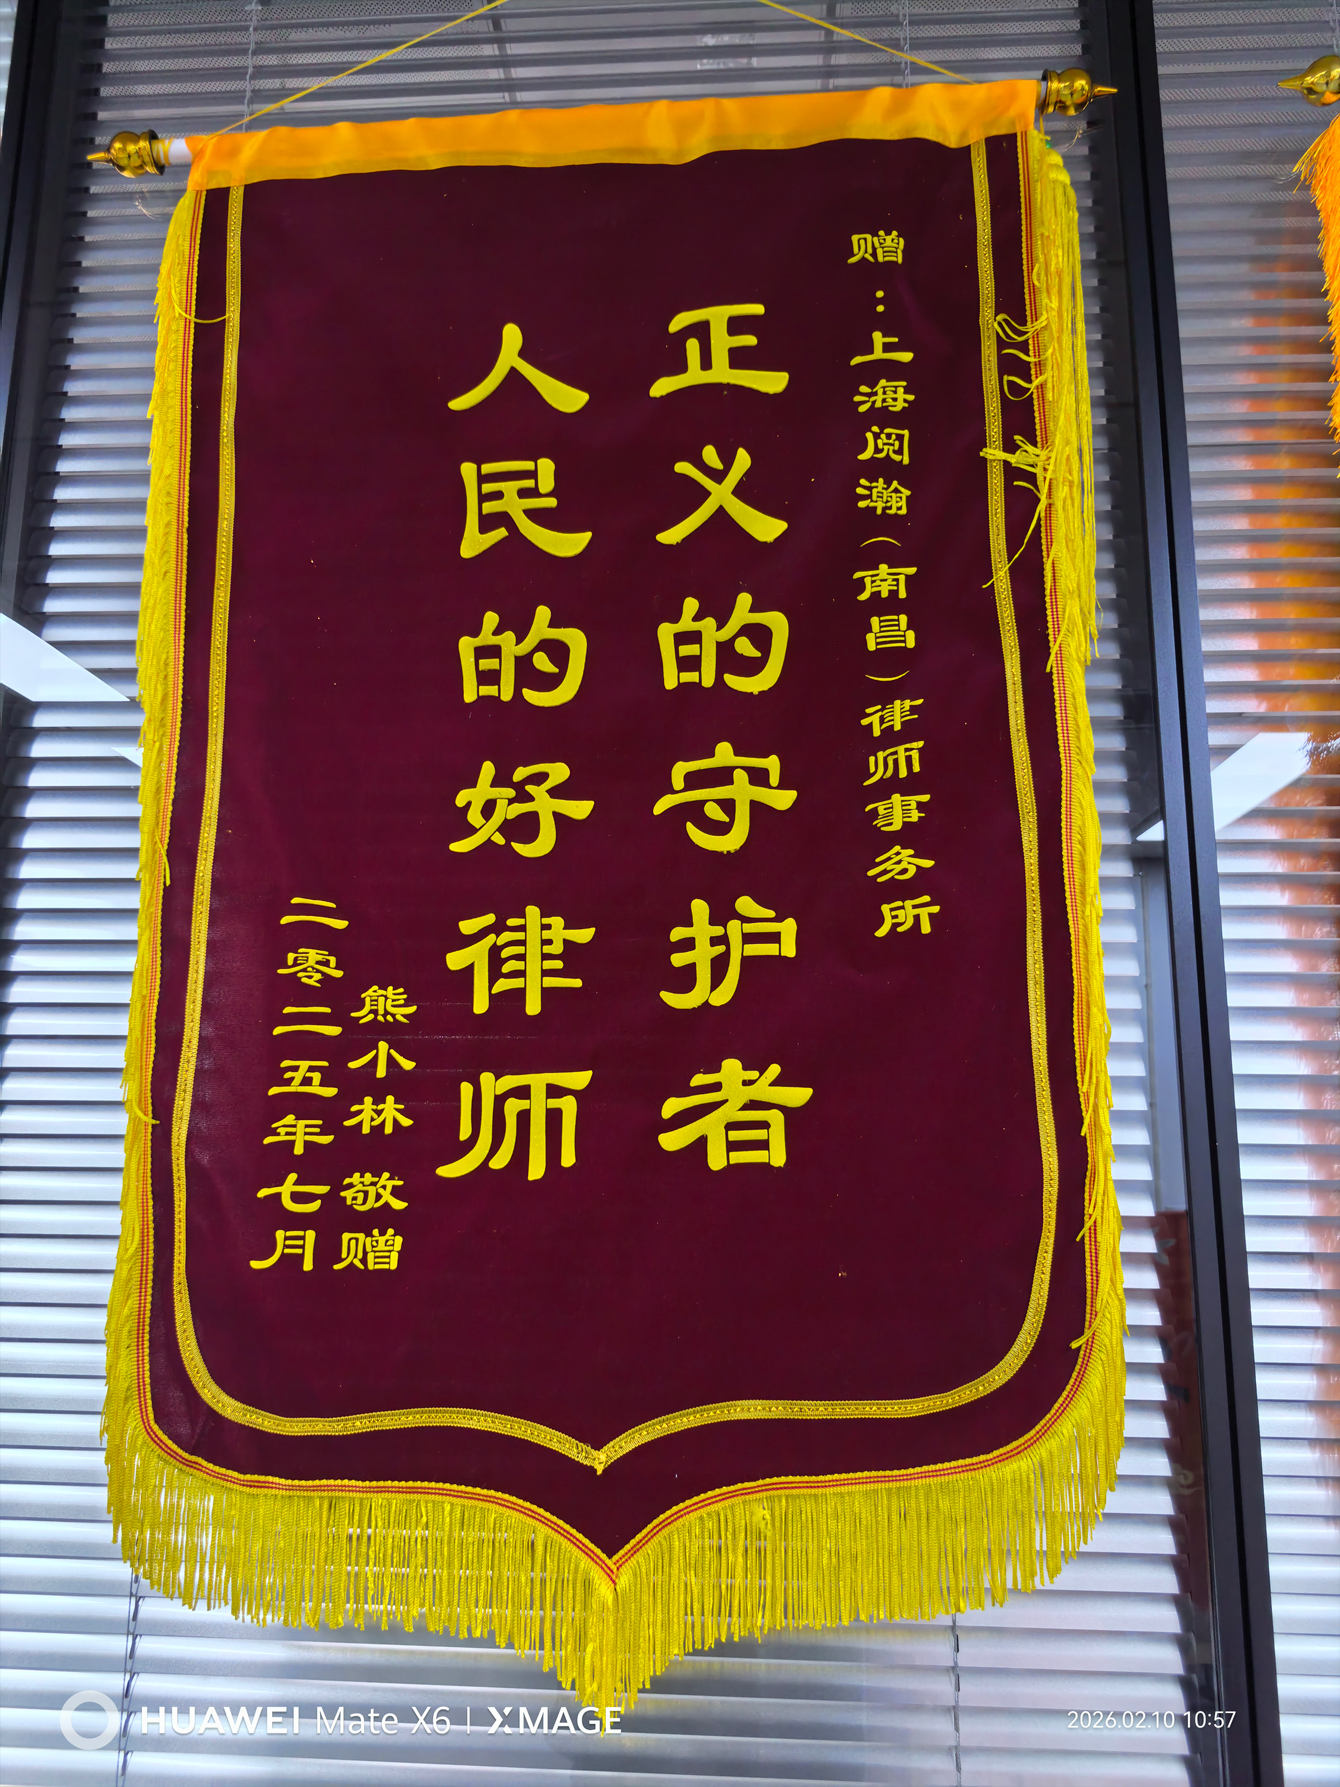 赠：上海阅瀚（南昌）律师事务所
正义的守护者
人民的好律师
熊小林 敬赠
二零二五年七月
HUAWEI Mate X6 | XMAGE
2026.02.10 10:57